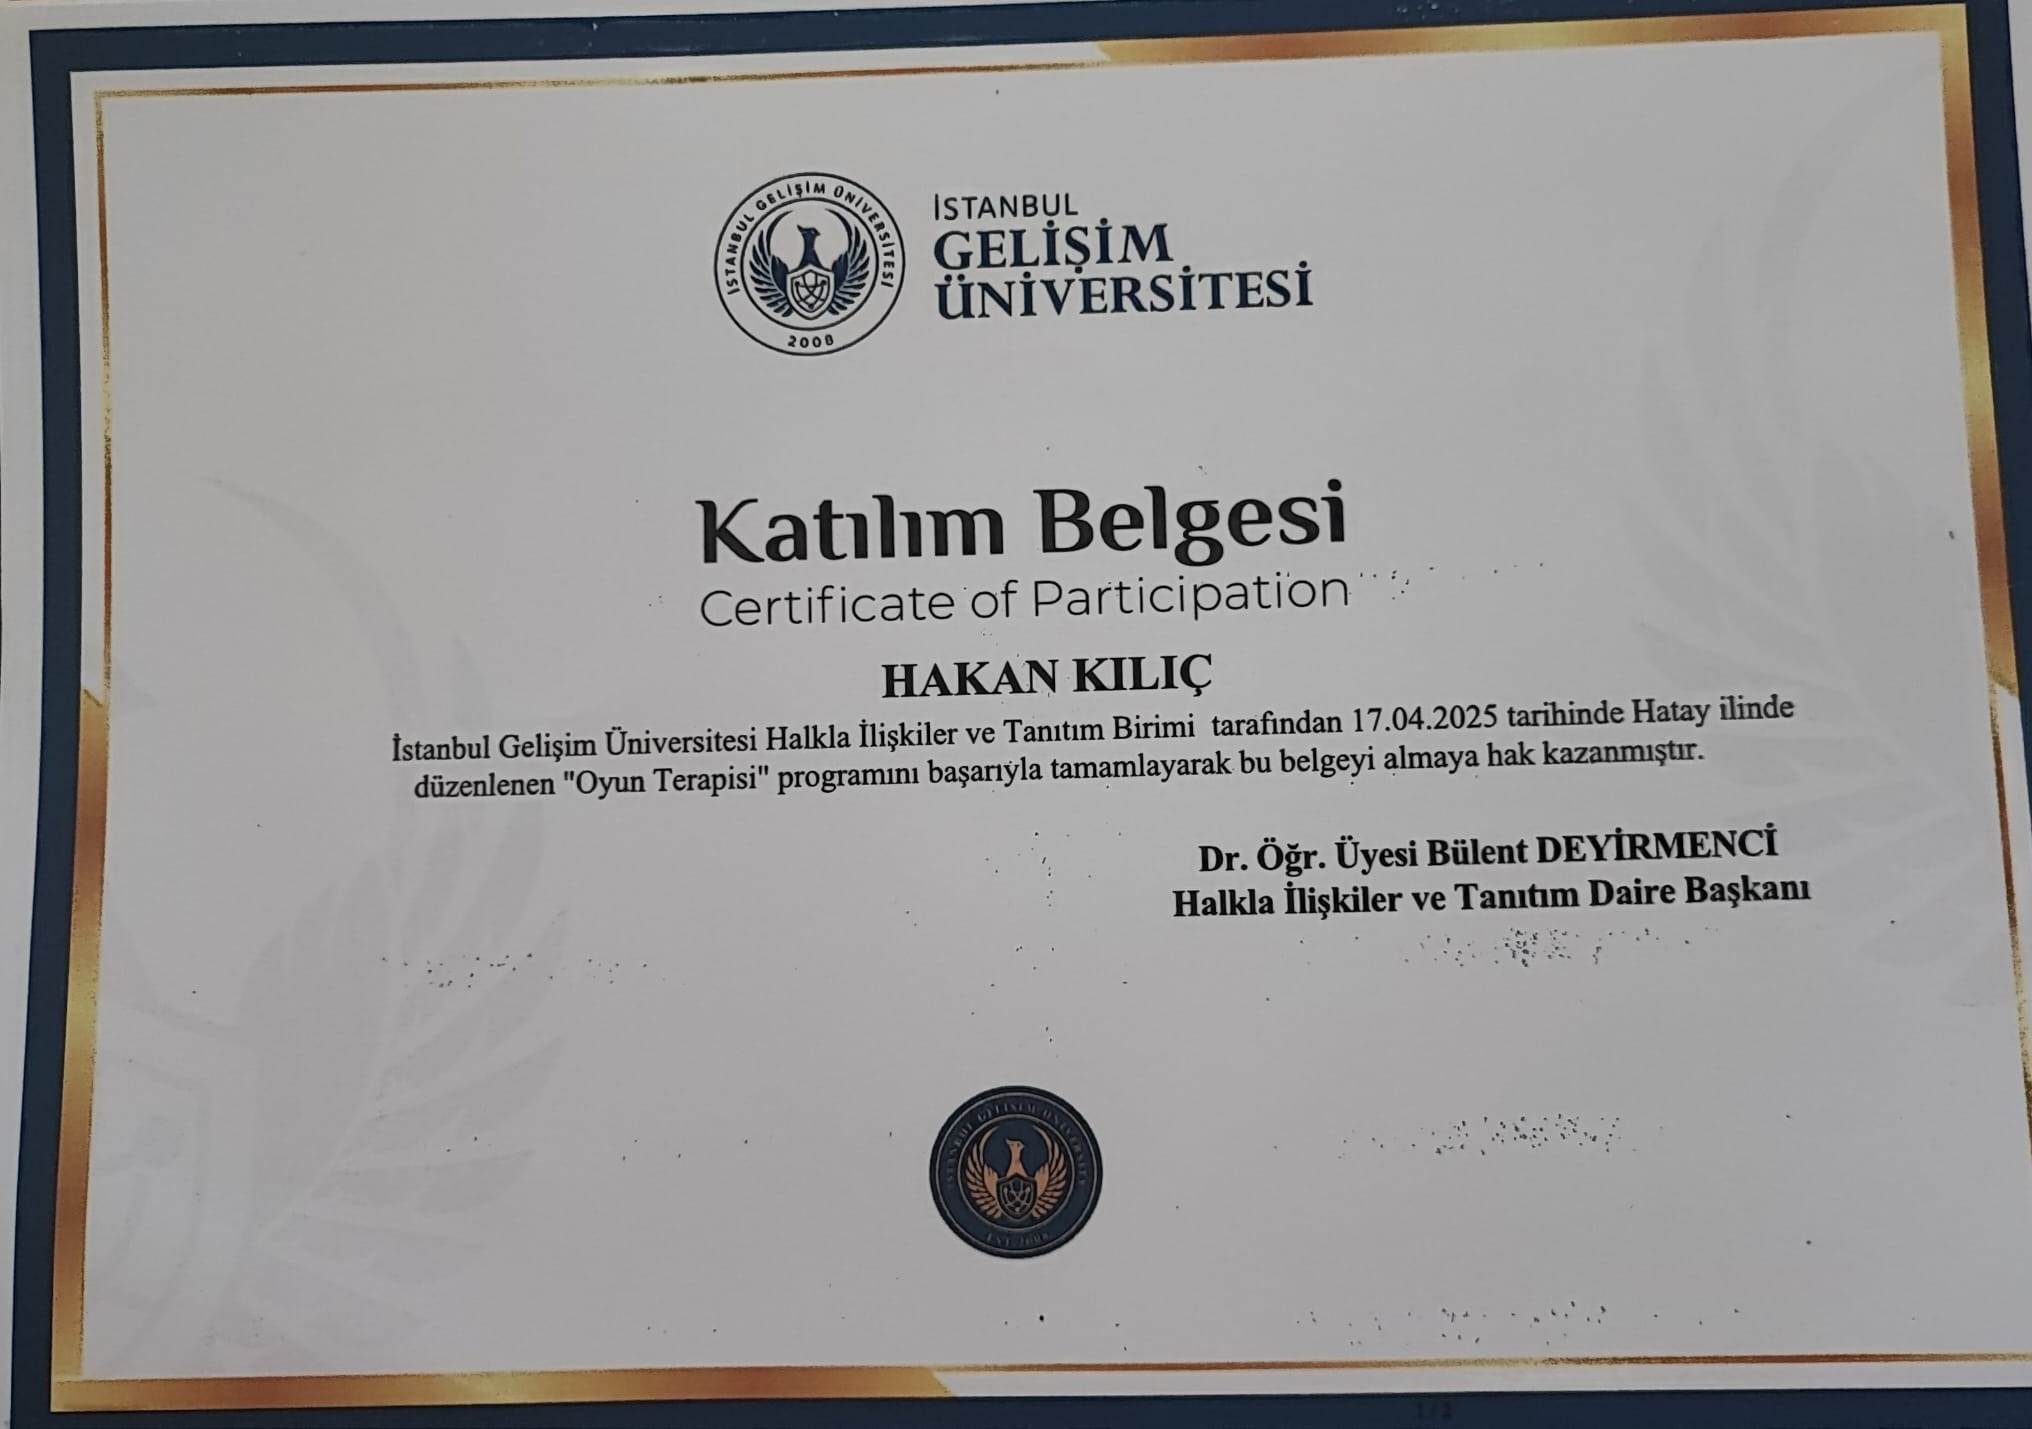 İSTANBUL GELİŞİM ÜNİVERSİTESİ
2008
İSTANBUL
GELİŞİM
ÜNİVERSİTESİ
Katılım Belgesi
Certificate of Participation
HAKAN KILIÇ
İstanbul Gelişim Üniversitesi Halkla İlişkiler ve Tanıtım Birimi tarafından 17.04.2025 tarihinde Hatay ilinde
düzenlenen "Oyun Terapisi" programını başarıyla tamamlayarak bu belgeyi almaya hak kazanmıştır.
Dr. Öğr. Üyesi Bülent DEYİRMENCİ
Halkla İlişkiler ve Tanıtım Daire Başkanı